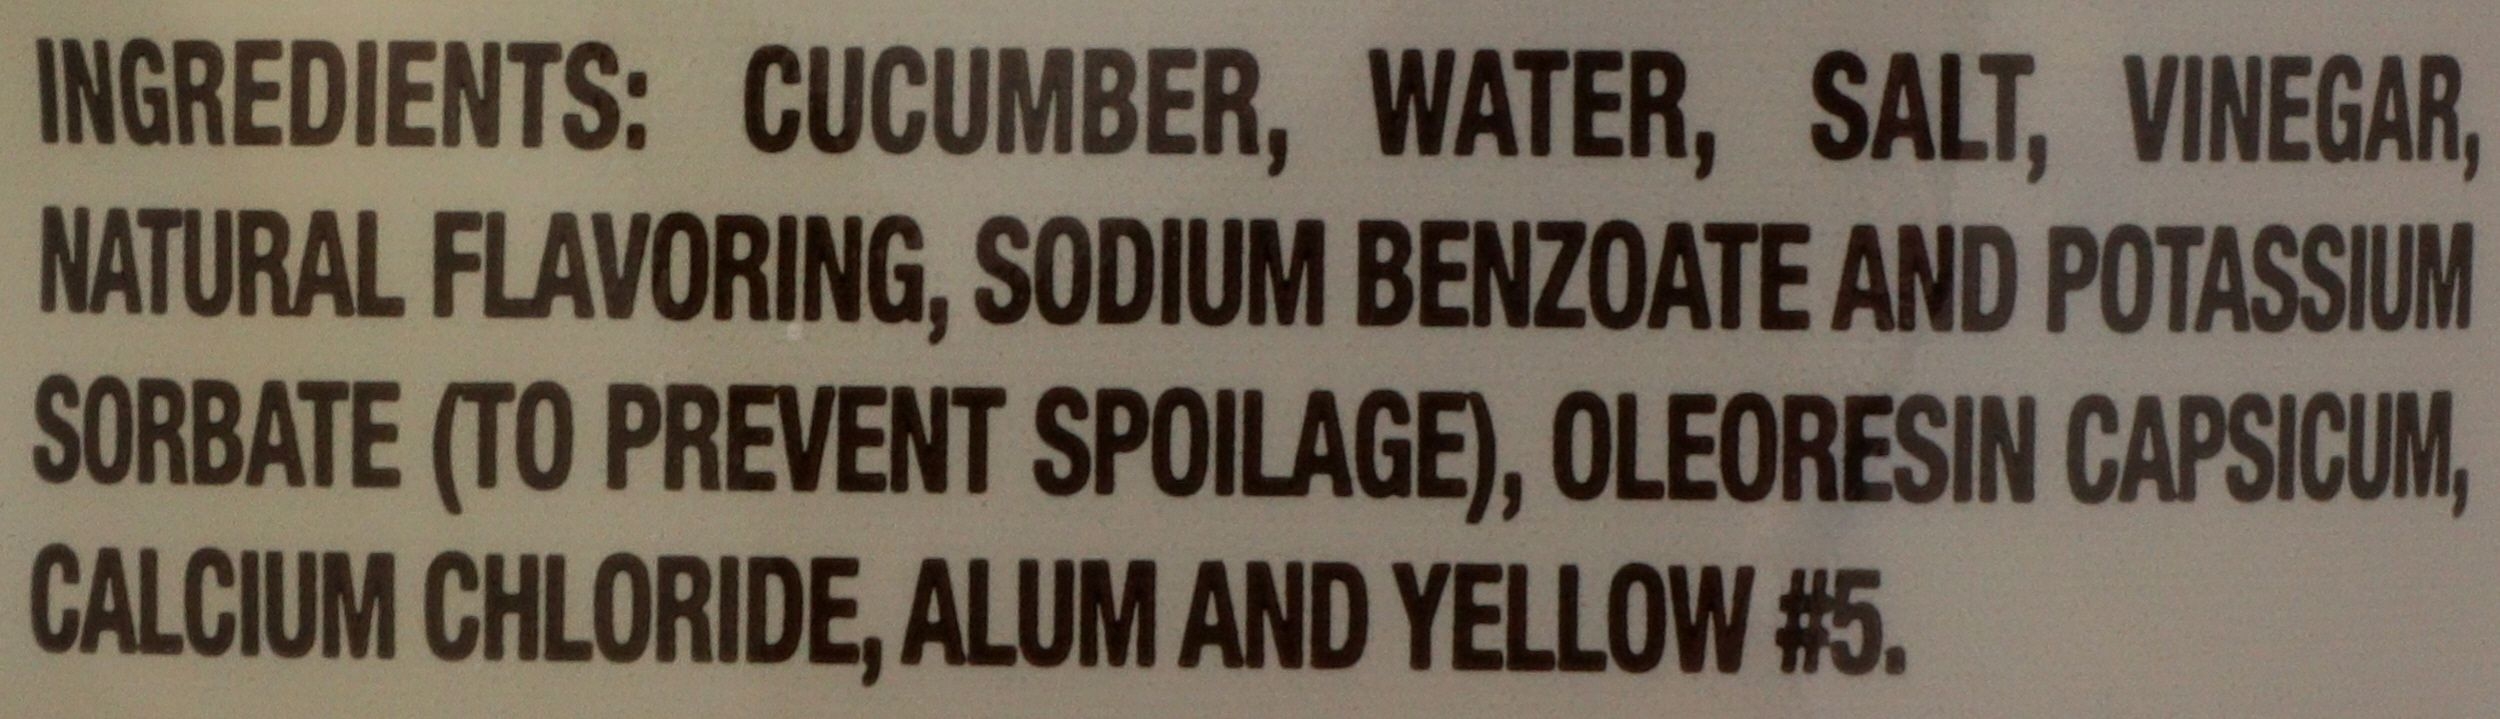 INGREDIENTS: CUCUMBER, WATER, SALT, VINEGAR,
NATURAL FLAVORING, SODIUM BENZOATE AND POTASSIUM
SORBATE (TO PREVENT SPOILAGE), OLEORESIN CAPSICUM,
CALCIUM CHLORIDE, ALUM AND YELLOW #5.